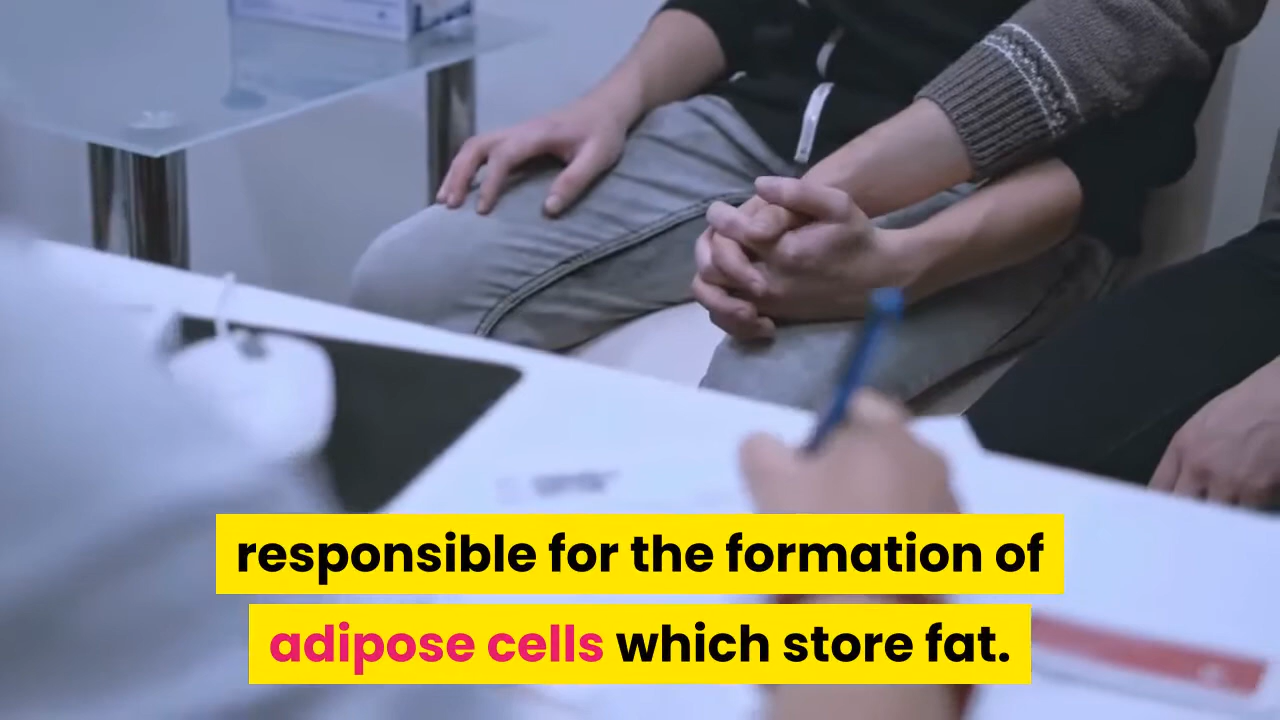 responsible for the formation of
adipose cells which store fat.